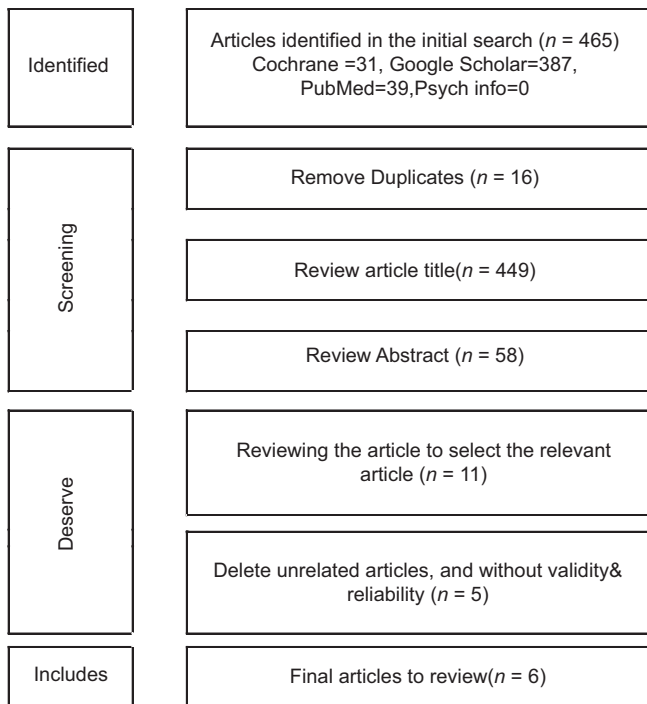 Identified
Articles identified in the initial search (n = 465)
Cochrane =31, Google Scholar=387,
PubMed=39,Psych info=0
Screening
Remove Duplicates (n = 16)
Review article title(n = 449)
Review Abstract (n = 58)
Deserve
Reviewing the article to select the relevant
article (n = 11)
Delete unrelated articles, and without validity&
reliability (n = 5)
Includes
Final articles to review(n = 6)